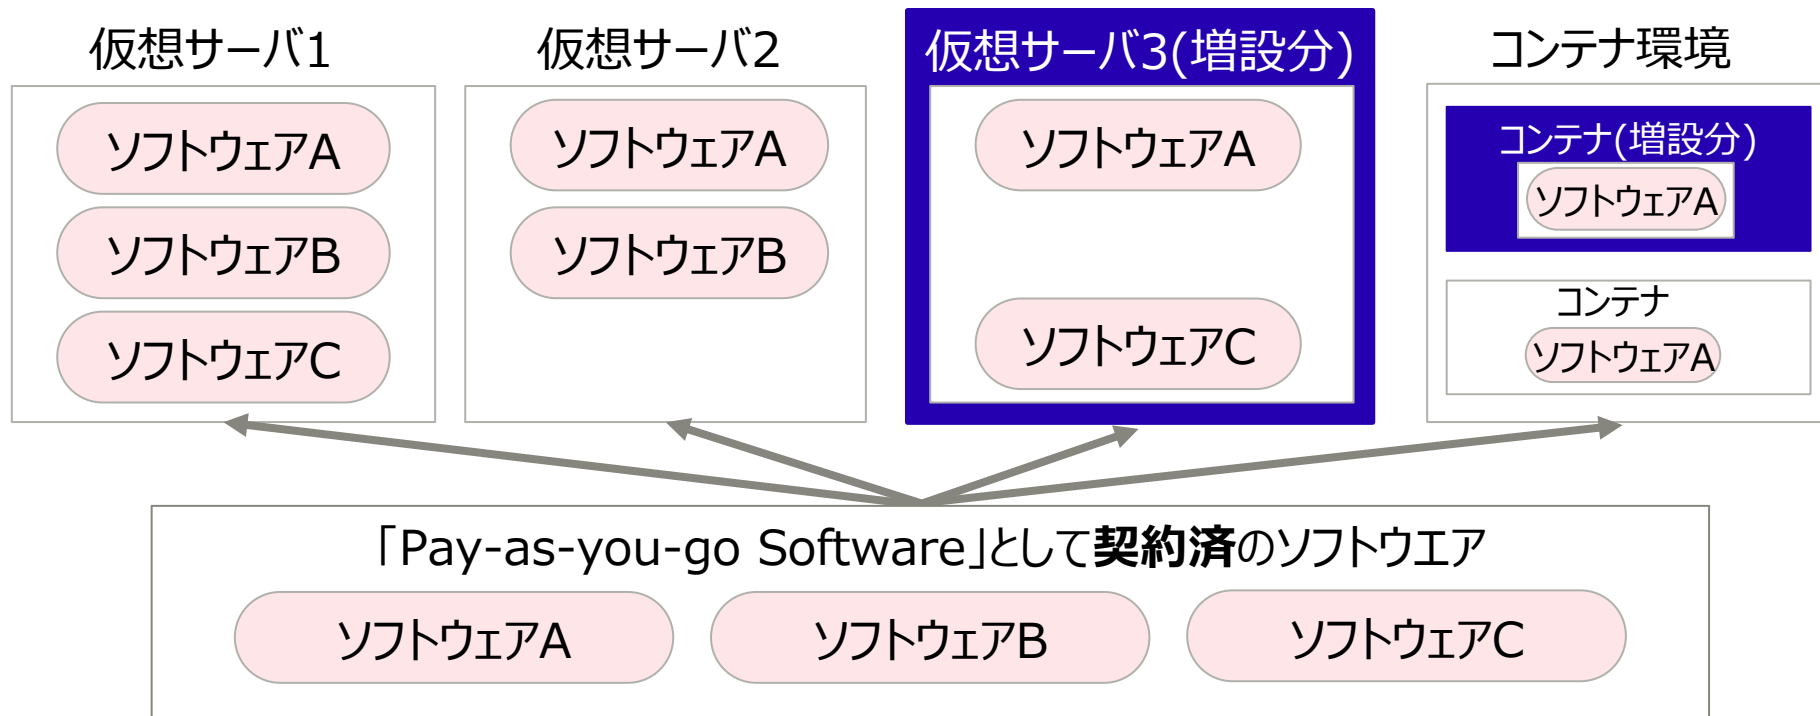 仮想サーバ1
ソフトウェアA
ソフトウェアB
ソフトウェアC
仮想サーバ2
ソフトウェアA
ソフトウェアB
仮想サーバ3(増設分)
ソフトウェアA
ソフトウェアC
コンテナ環境
コンテナ(増設分)
ソフトウェアA
コンテナ
ソフトウェアA
「Pay-as-you-go Software」として契約済のソフトウエア
ソフトウェアA
ソフトウェアB
ソフトウェアC